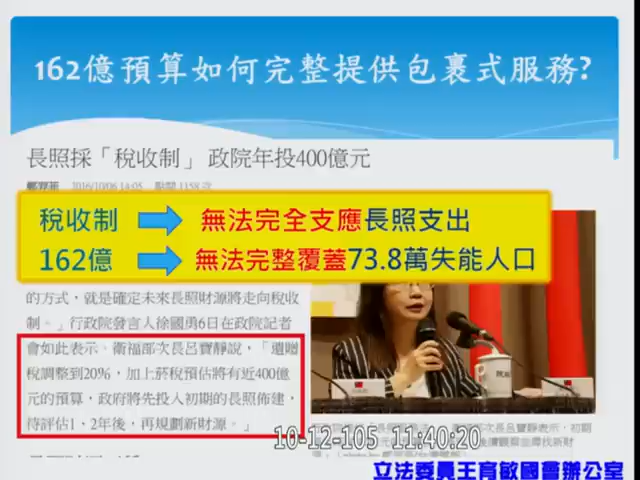 162億預算如何完整提供包裹式服務?
長照採「稅收制」 政院年投400億元
2016/10/06 14:05
稅收制 無法完全支應長照支出
162億 無法完整覆蓋73.8萬失能人口
的方式，就是確定未來長照財源將走向稅收
制。」行政院發言人徐國勇6日在政院記者
會如此表示。衛福部次長呂寶靜說，「遺贈
稅調整到20%，加上菸稅預估將有近400億
元的預算，政府將先投入初期的長照佈建，
待評估1、2年後，再規劃新財源。」
10-12-105 11:40:20
立法委員王育敏國會辦公室